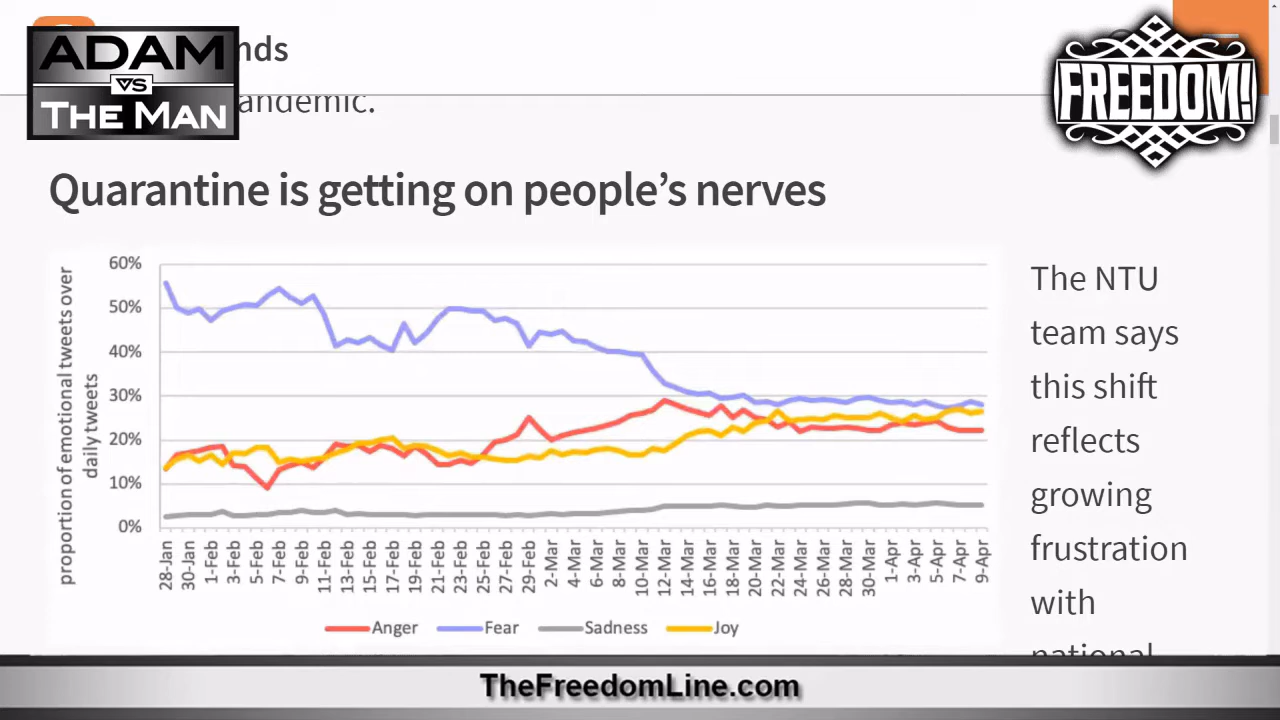 ADAM
VS
THE MAN
nds
andemic.
FREEDOM!
Quarantine is getting on people's nerves
proportion of emotional tweets over
daily tweets
60%
50%
40%
30%
20%
10%
0%
28-Jan
30-Jan
1-Feb
3-Feb
5-Feb
7-Feb
9-Feb
11-Feb
13-Feb
15-Feb
17-Feb
19-Feb
21-Feb
23-Feb
25-Feb
27-Feb
29-Feb
2-Mar
4-Mar
6-Mar
8-Mar
10-Mar
12-Mar
14-Mar
16-Mar
18-Mar
20-Mar
22-Mar
24-Mar
26-Mar
28-Mar
30-Mar
1-Apr
3-Apr
5-Apr
7-Apr
9-Apr
Anger Fear Sadness Joy
The NTU
team says
this shift
reflects
growing
frustration
with
national
TheFreedomLine.com